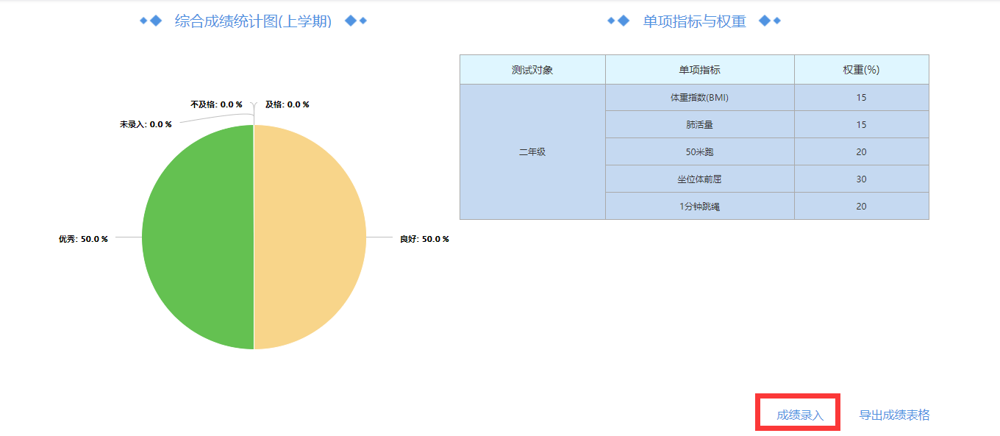 综合成绩统计图(上学期)
不及格: 0.0 %
及格: 0.0 %
未录入: 0.0 %
优秀: 50.0 %
良好: 50.0 %
单项指标与权重
测试对象 单项指标 权重(%)
二年级
体重指数(BMI) 15
肺活量 15
50米跑 20
坐位体前屈 30
1分钟跳绳 20
成绩录入 导出成绩表格